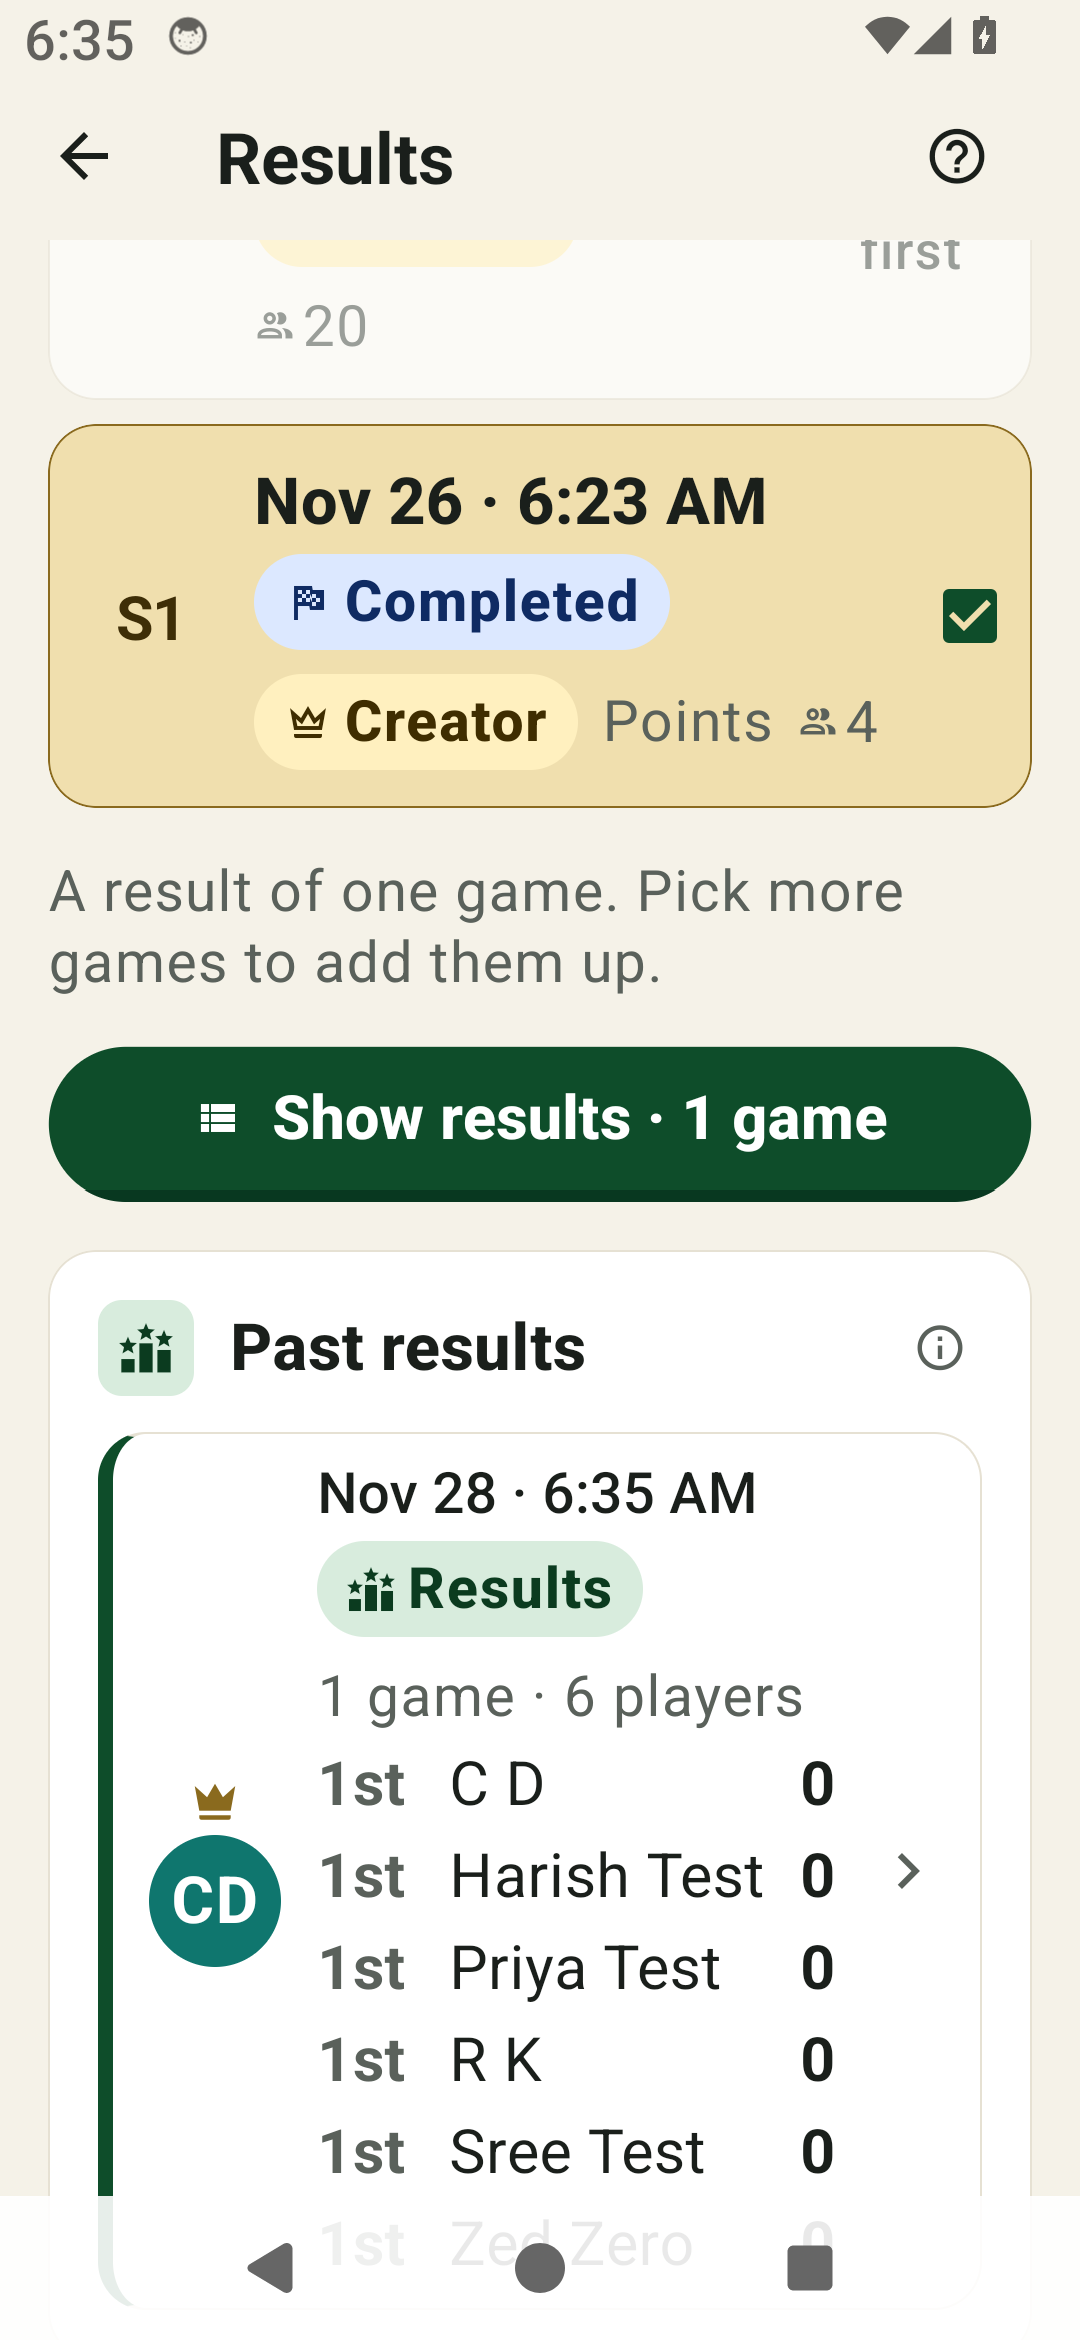 6:35
Results
first
20
Nov 26 · 6:23 AM
S1
Completed
Creator Points 4
A result of one game. Pick more
games to add them up.
Show results · 1 game
Past results
Nov 28 · 6:35 AM
Results
1 game · 6 players
1st C D 0
CD
1st Harish Test 0
1st Priya Test 0
1st R K 0
1st Sree Test 0
1st Zed Zero 0